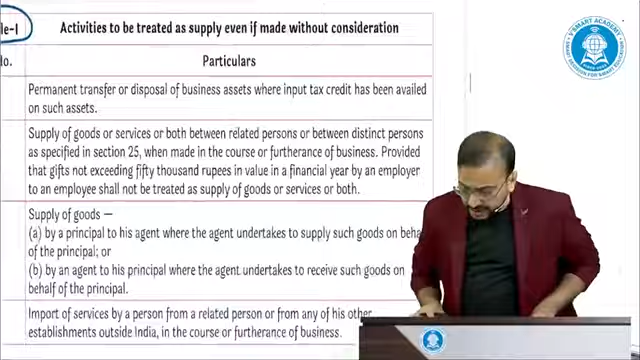 le-I
Activities to be treated as supply even if made without consideration
No.
Particulars
Permanent transfer or disposal of business assets where input tax credit has been availed
on such assets.
Supply of goods or services or both between related persons or between distinct persons
as specified in section 25, when made in the course or furtherance of business. Provided
that gifts not exceeding fifty thousand rupees in value in a financial year by an employer
to an employee shall not be treated as supply of goods or services or both.
Supply of goods —
(a) by a principal to his agent where the agent undertakes to supply such goods on beha
of the principal; or
(b) by an agent to his principal where the agent undertakes to receive such goods on
behalf of the principal.
Import of services by a person from a related person or from any of his other
establishments outside India, in the course or furtherance of business.
V'SMART ACADEMY